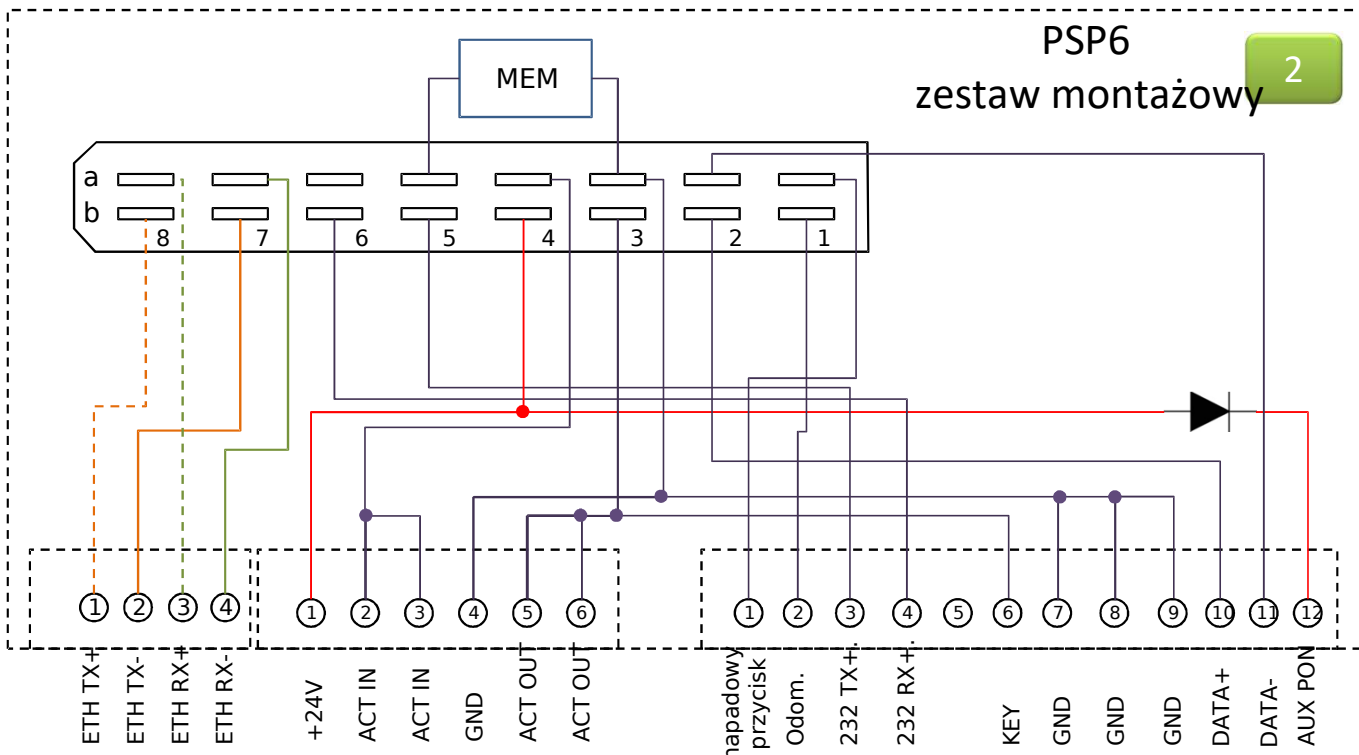 PSP6
zestaw montażowy
2
MEM
a
b
8 7 6 5 4 3 2 1
1 2 3 4
1 2 3 4 5 6
1 2 3 4 5 6 7 8 9 10 11 12
ETH TX+
ETH TX-
ETH RX+
ETH RX-
+24V
ACT IN
ACT IN
GND
ACT OUT
ACT OUT
napadowy
przycisk
Odom.
232 TX+.
232 RX+.
KEY
GND
GND
GND
DATA+
DATA-
AUX PON